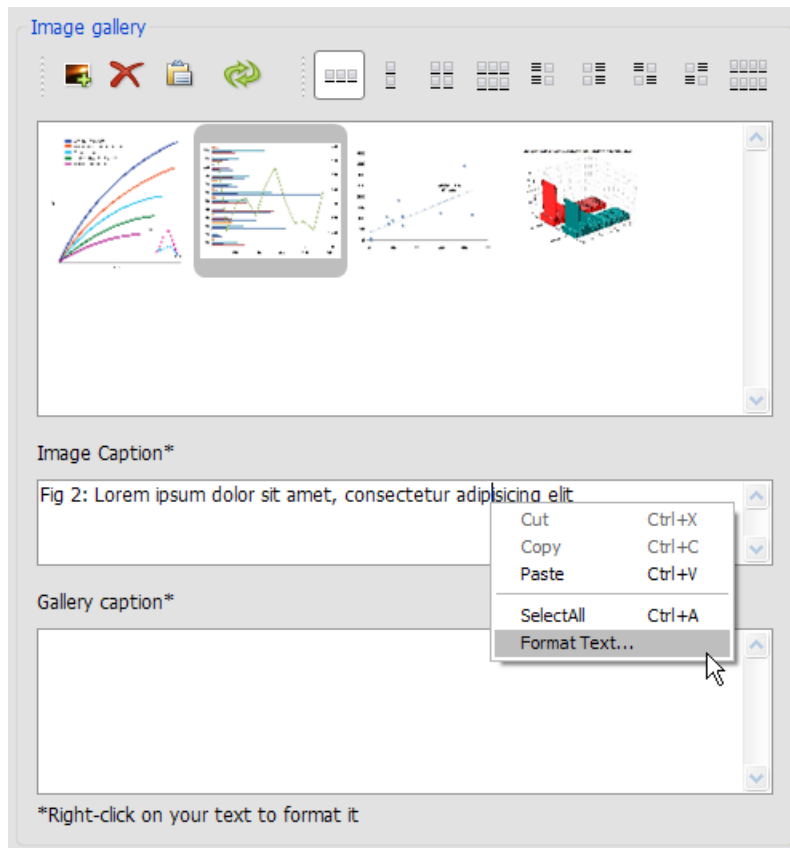 Image gallery
Image Caption*
Fig 2: Lorem ipsum dolor sit amet, consectetur adipisicing elit
Cut Ctrl+X
Copy Ctrl+C
Paste Ctrl+V
SelectAll Ctrl+A
Format Text...
Gallery caption*
*Right-click on your text to format it